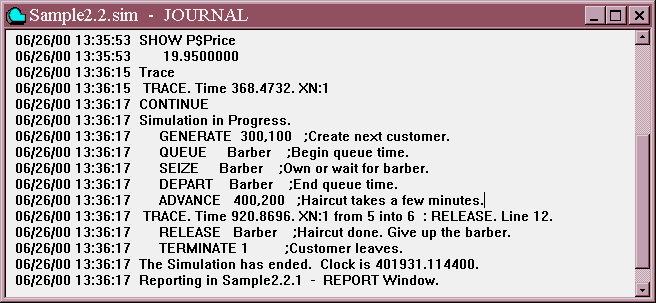 Sample2.2.sim - JOURNAL
06/26/00 13:35:53 SHOW P$Price
06/26/00 13:35:53 19.9500000
06/26/00 13:36:15 Trace
06/26/00 13:36:15 TRACE. Time 368.4732. XN:1
06/26/00 13:36:17 CONTINUE
06/26/00 13:36:17 Simulation in Progress.
06/26/00 13:36:17 GENERATE 300,100 ;Create next customer.
06/26/00 13:36:17 QUEUE Barber ;Begin queue time.
06/26/00 13:36:17 SEIZE Barber ;Own or wait for barber.
06/26/00 13:36:17 DEPART Barber ;End queue time.
06/26/00 13:36:17 ADVANCE 400,200 ;Haircut takes a few minutes.
06/26/00 13:36:17 TRACE. Time 920.8696. XN:1 from 5 into 6 : RELEASE. Line 12.
06/26/00 13:36:17 RELEASE Barber ;Haircut done. Give up the barber.
06/26/00 13:36:17 TERMINATE 1 ;Customer leaves.
06/26/00 13:36:17 The Simulation has ended. Clock is 401931.114400.
06/26/00 13:36:17 Reporting in Sample2.2.1 - REPORT Window.